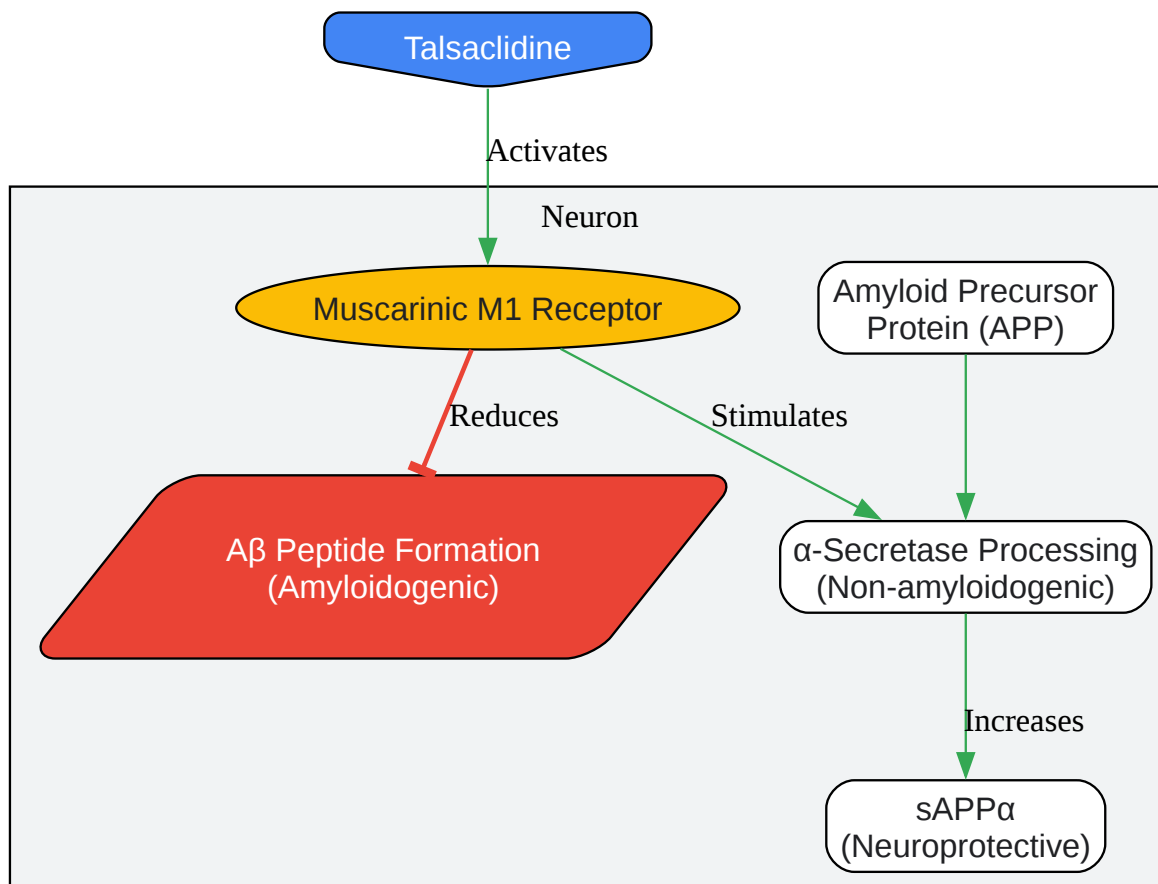 Talsaclidine
Activates
Neuron
Muscarinic M1 Receptor
Amyloid Precursor
Protein (APP)
Reduces
Stimulates
Aβ Peptide Formation
(Amyloidogenic)
α-Secretase Processing
(Non-amyloidogenic)
Increases
sAPPα
(Neuroprotective)